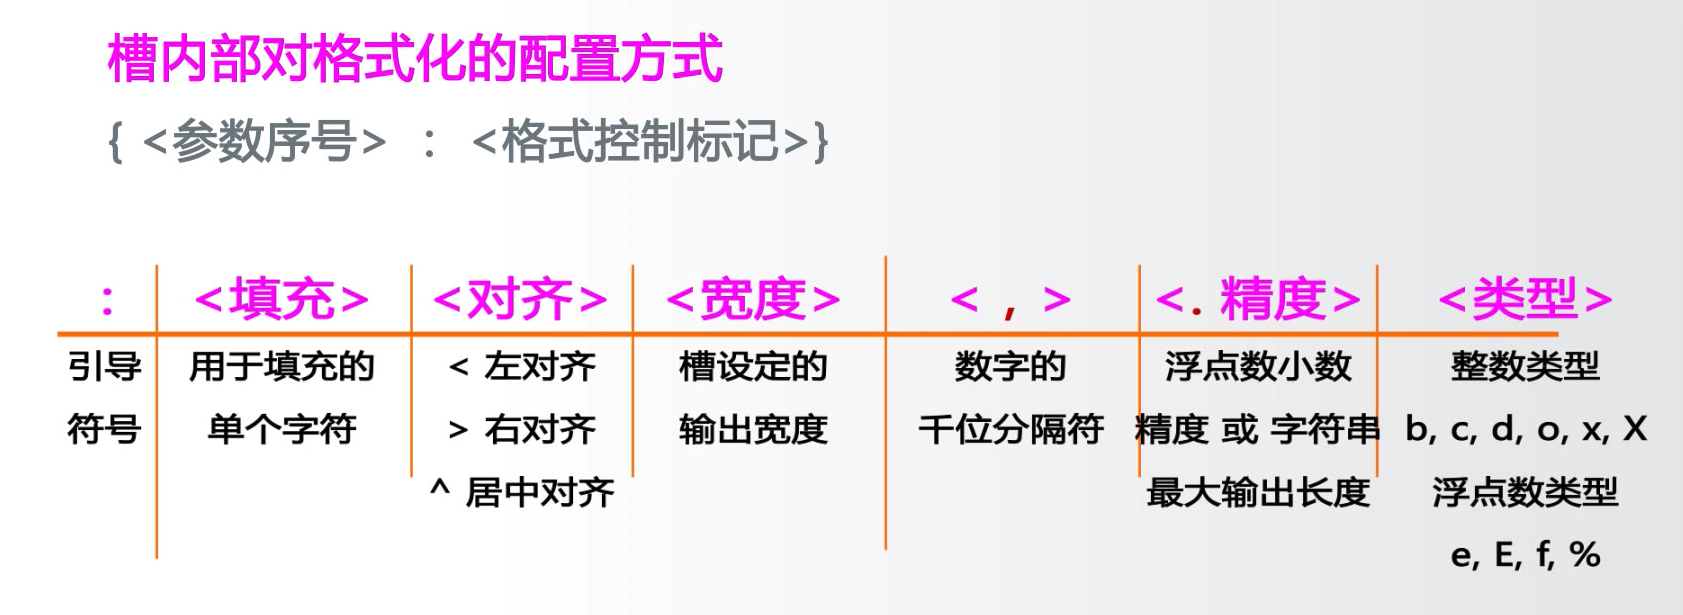 槽内部对格式化的配置方式
{ <参数序号> : <格式控制标记>}
: <填充> <对齐> <宽度> < , > <. 精度> <类型>
引导 用于填充的 < 左对齐 槽设定的 数字的 浮点数小数 整数类型
符号 单个字符 > 右对齐 输出宽度 千位分隔符 精度 或 字符串 b, c, d, o, x, X
^ 居中对齐 最大输出长度 浮点数类型
e, E, f, %